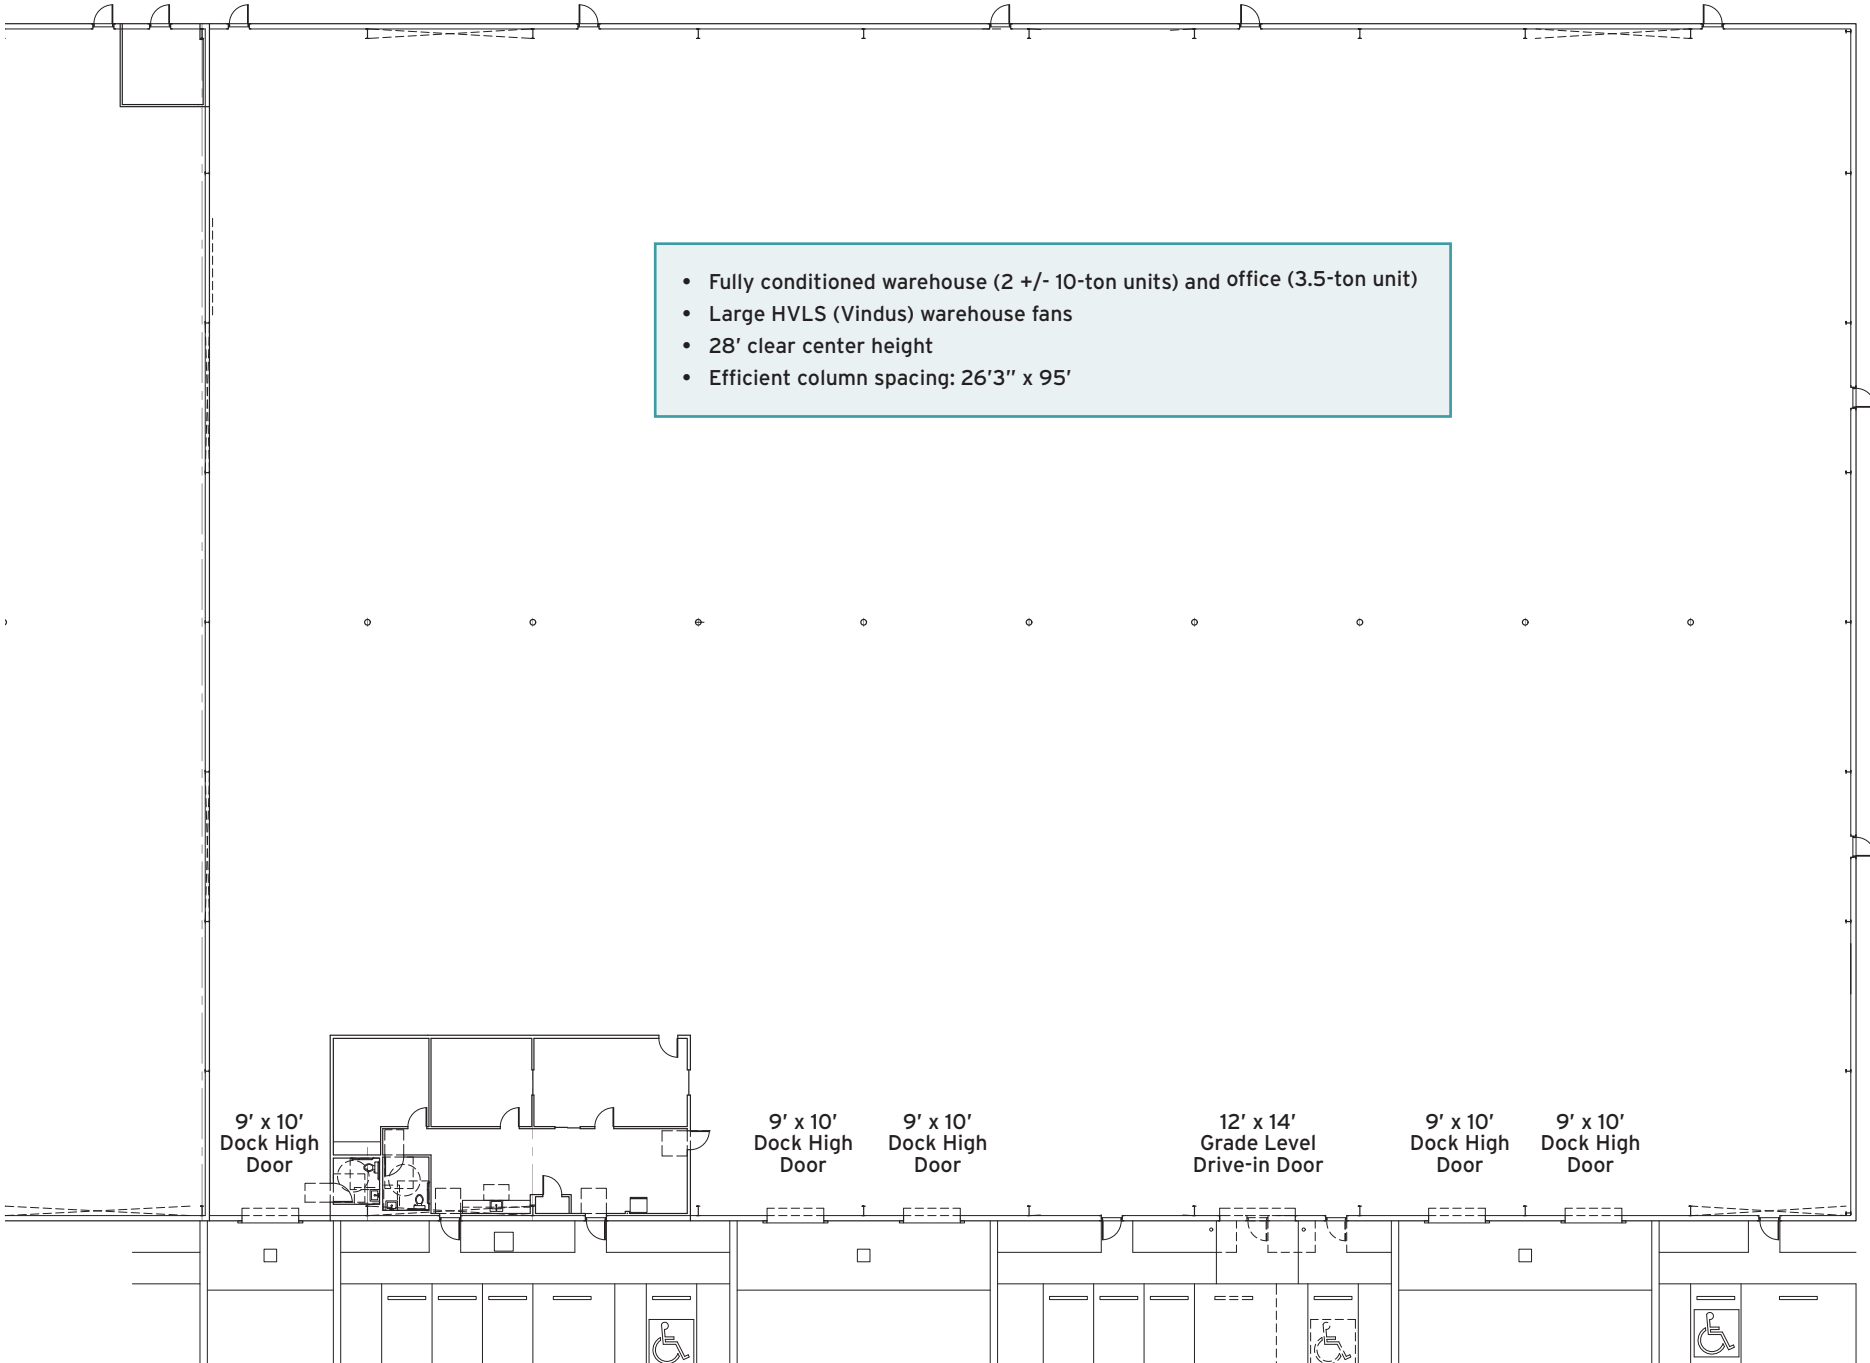 • Fully conditioned warehouse (2 +/- 10-ton units) and office (3.5-ton unit)
• Large HVLS (Vindus) warehouse fans
• 28' clear center height
• Efficient column spacing: 26'3" x 95'
9' x 10'
Dock High
Door
9' x 10'
Dock High
Door
9' x 10'
Dock High
Door
12' x 14'
Grade Level
Drive-in Door
9' x 10'
Dock High
Door
9' x 10'
Dock High
Door